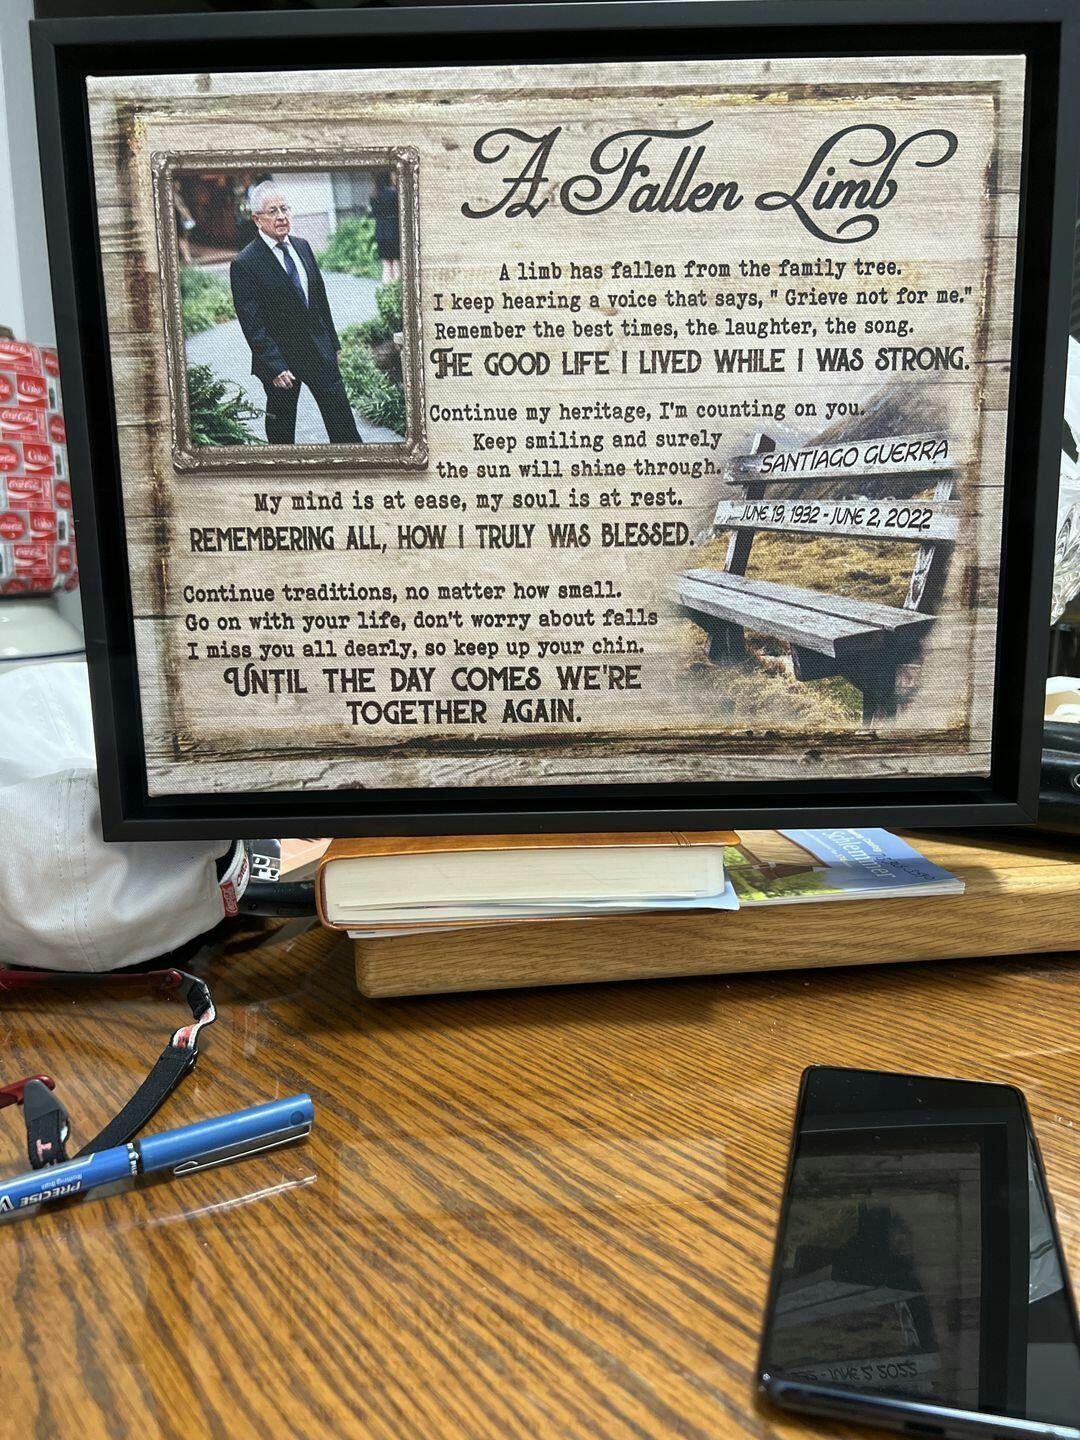 A Fallen Limb
A limb has fallen from the family tree.
I keep hearing a voice that says, " Grieve not for me."
Remember the best times, the laughter, the song.
THE GOOD LIFE I LIVED WHILE I WAS STRONG.
Continue my heritage, I'm counting on you.
Keep smiling and surely
the sun will shine through.
My mind is at ease, my soul is at rest.
REMEMBERING ALL, HOW I TRULY WAS BLESSED.
Continue traditions, no matter how small.
Go on with your life, don't worry about falls
I miss you all dearly, so keep up your chin.
UNTIL THE DAY COMES WE'RE
TOGETHER AGAIN.
SANTIAGO GUERRA
JUNE 19, 1932 - JUNE 2, 2022
Schlemmer
PRECISE V
Rolling Ball